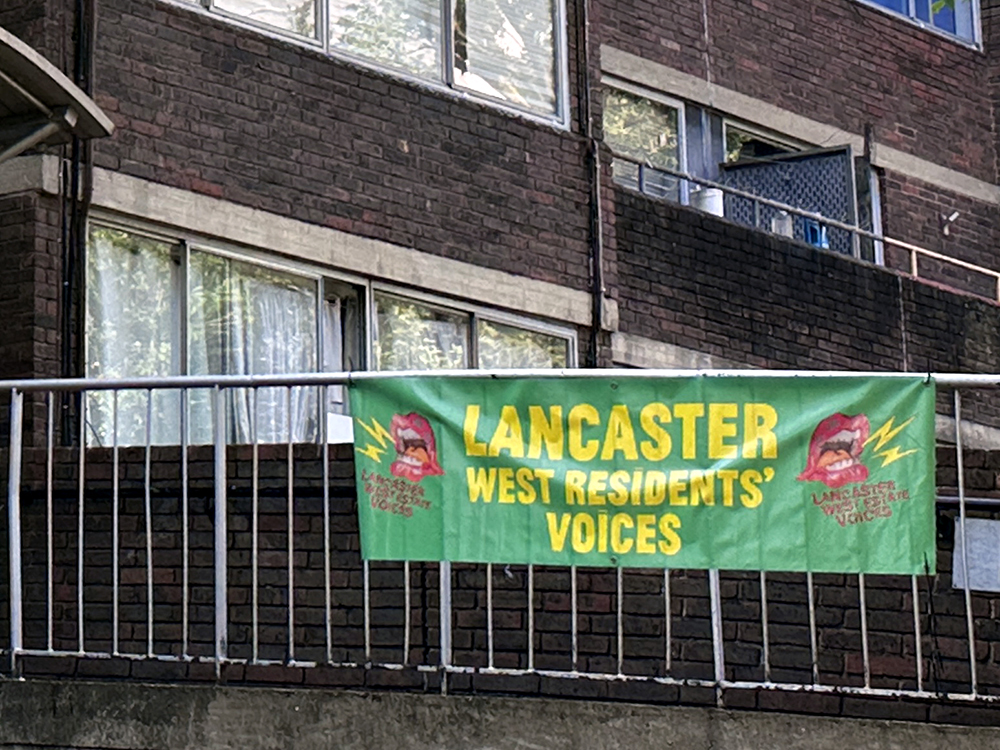 LANCASTER
WEST RESIDENTS'
VOICES
LANCASTER
WEST ESTATE
VOICES
LANCASTER
WEST ESTATE
VOICES